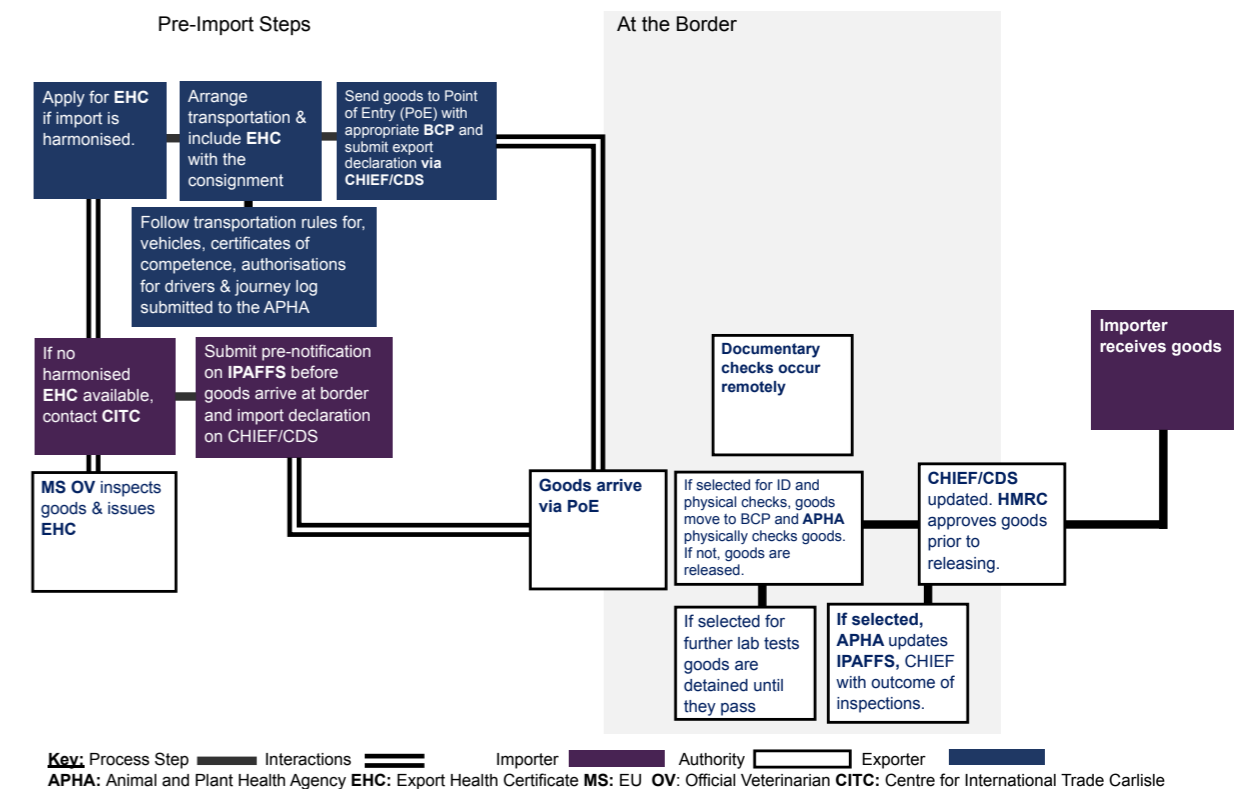 Pre-Import Steps
At the Border
Apply for EHC
if import is
harmonised.
Arrange
transportation &
include EHC
with the
consignment
Send goods to Point
of Entry (PoE) with
appropriate BCP and
submit export
declaration via
CHIEF/CDS
Follow transportation rules for,
vehicles, certificates of
competence, authorisations
for drivers & journey log
submitted to the APHA
If no
harmonised
EHC available,
contact CITC
Submit pre-notification
on IPAFFS before
goods arrive at border
and import declaration
on CHIEF/CDS
MS OV inspects
goods & issues
EHC
Goods arrive
via PoE
Documentary
checks occur
remotely
If selected for ID and
physical checks, goods
move to BCP and APHA
physically checks goods.
If not, goods are
released.
If selected for
further lab tests
goods are
detained until
they pass
CHIEF/CDS
updated. HMRC
approves goods
prior to
releasing.
If selected,
APHA updates
IPAFFS, CHIEF
with outcome of
inspections.
Importer
receives goods
Key: Process Step Interactions Importer Authority Exporter
APHA: Animal and Plant Health Agency EHC: Export Health Certificate MS: EU OV: Official Veterinarian CITC: Centre for International Trade Carlisle